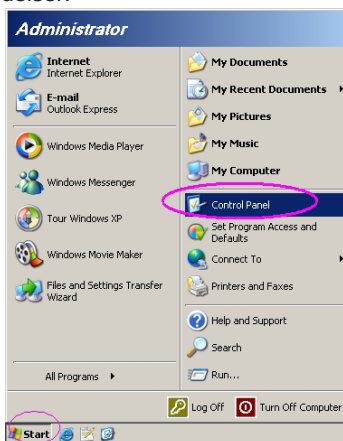 Administrator
Internet
Internet Explorer
E-mail
Outlook Express
Windows Media Player
Windows Messenger
Tour Windows XP
Windows Movie Maker
Files and Settings Transfer
Wizard
All Programs
My Documents
My Recent Documents
My Pictures
My Music
My Computer
Control Panel
Set Program Access and
Defaults
Connect To
Printers and Faxes
Help and Support
Search
Run...
Log Off
Turn Off Computer
Start